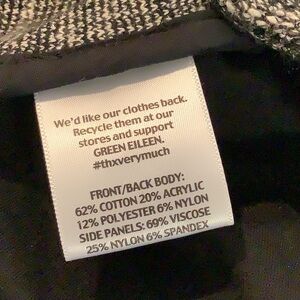 We'd like our clothes back.
Recycle them at our
stores and support
GREEN EILEEN.
#thxverymuch
FRONT/BACK BODY:
62% COTTON 20% ACRYLIC
12% POLYESTER 6% NYLON
SIDE PANELS: 69% VISCOSE
25% NYLON 6% SPANDEX